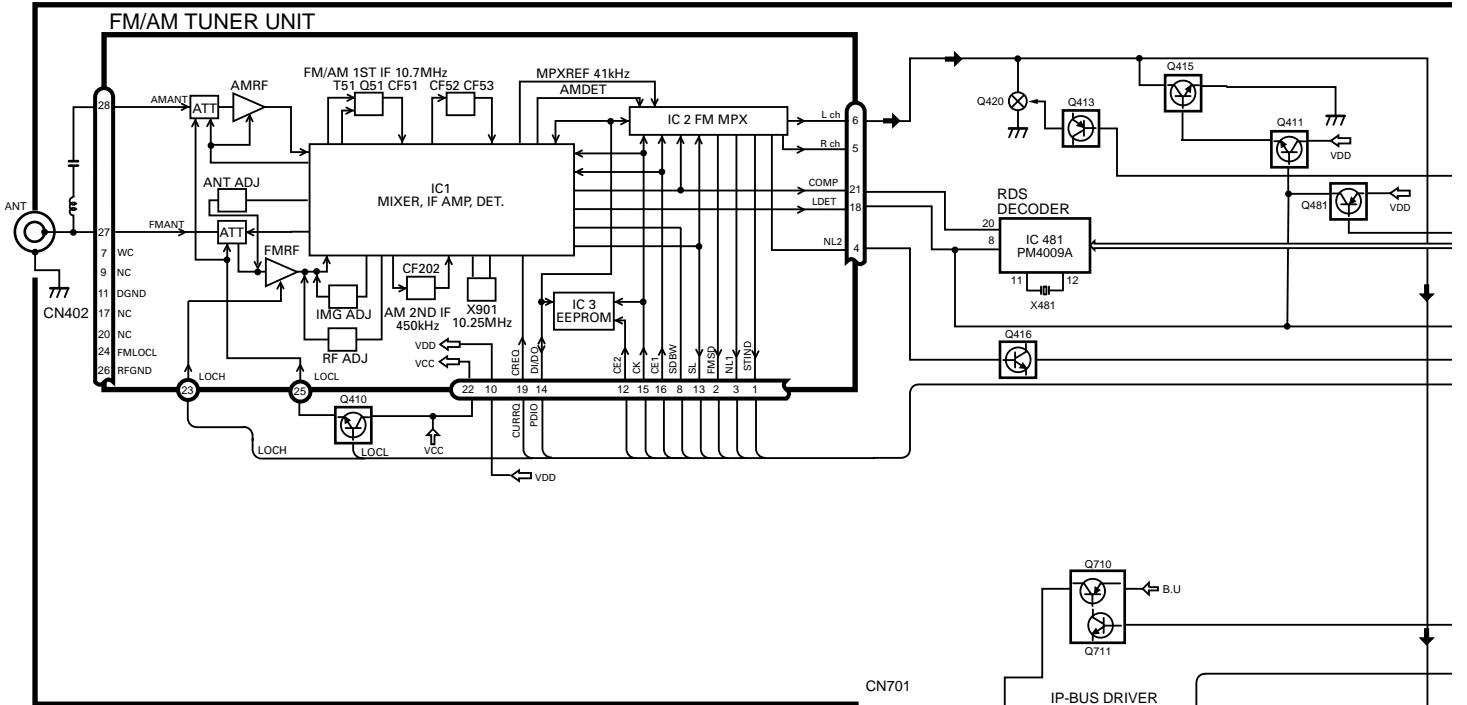 FM/AM TUNER UNIT
FM/AM 1ST IF 10.7MHz
T51 Q51 CF51
CF52 CF53
MPXREF 41kHz
AMDET
AMRF
28
AMANT
ATT
IC 2 FM MPX
L ch
6
R ch
5
Q415
Q420
Q413
Q411
VDD
ANT ADJ
IC1
MIXER, IF AMP, DET.
COMP
21
LDET
18
RDS
DECODER
Q481
VDD
ANT
FMANT
27
ATT
20
8
IC 481
PM4009A
NL2
4
11
12
X481
7 WC
9 NC
11 DGND
17 NC
20 NC
24 FMLOCL
26 RFGND
CN402
FMRF
CF202
IMG ADJ
AM 2ND IF
450kHz
X901
10.25MHz
IC 3
EEPROM
RF ADJ
VDD
VCC
Q416
CREQ
DI/DO
CE2
CK
CE1
SDBW
SL
FMSD
NL1
STIND
LOCH
LOCL
23
25
22
10
19
14
12
15
16
8
13
2
3
1
Q410
CURRQ
PDIO
LOCH
LOCL
VCC
VDD
Q710
B.U
Q711
CN701
IP-BUS DRIVER